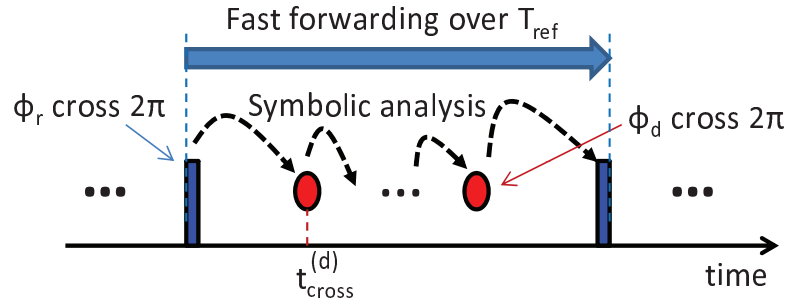 Fast forwarding over T_ref
ϕ_r cross 2π
Symbolic analysis
ϕ_d cross 2π
...
...
...
t_cross^(d)
time